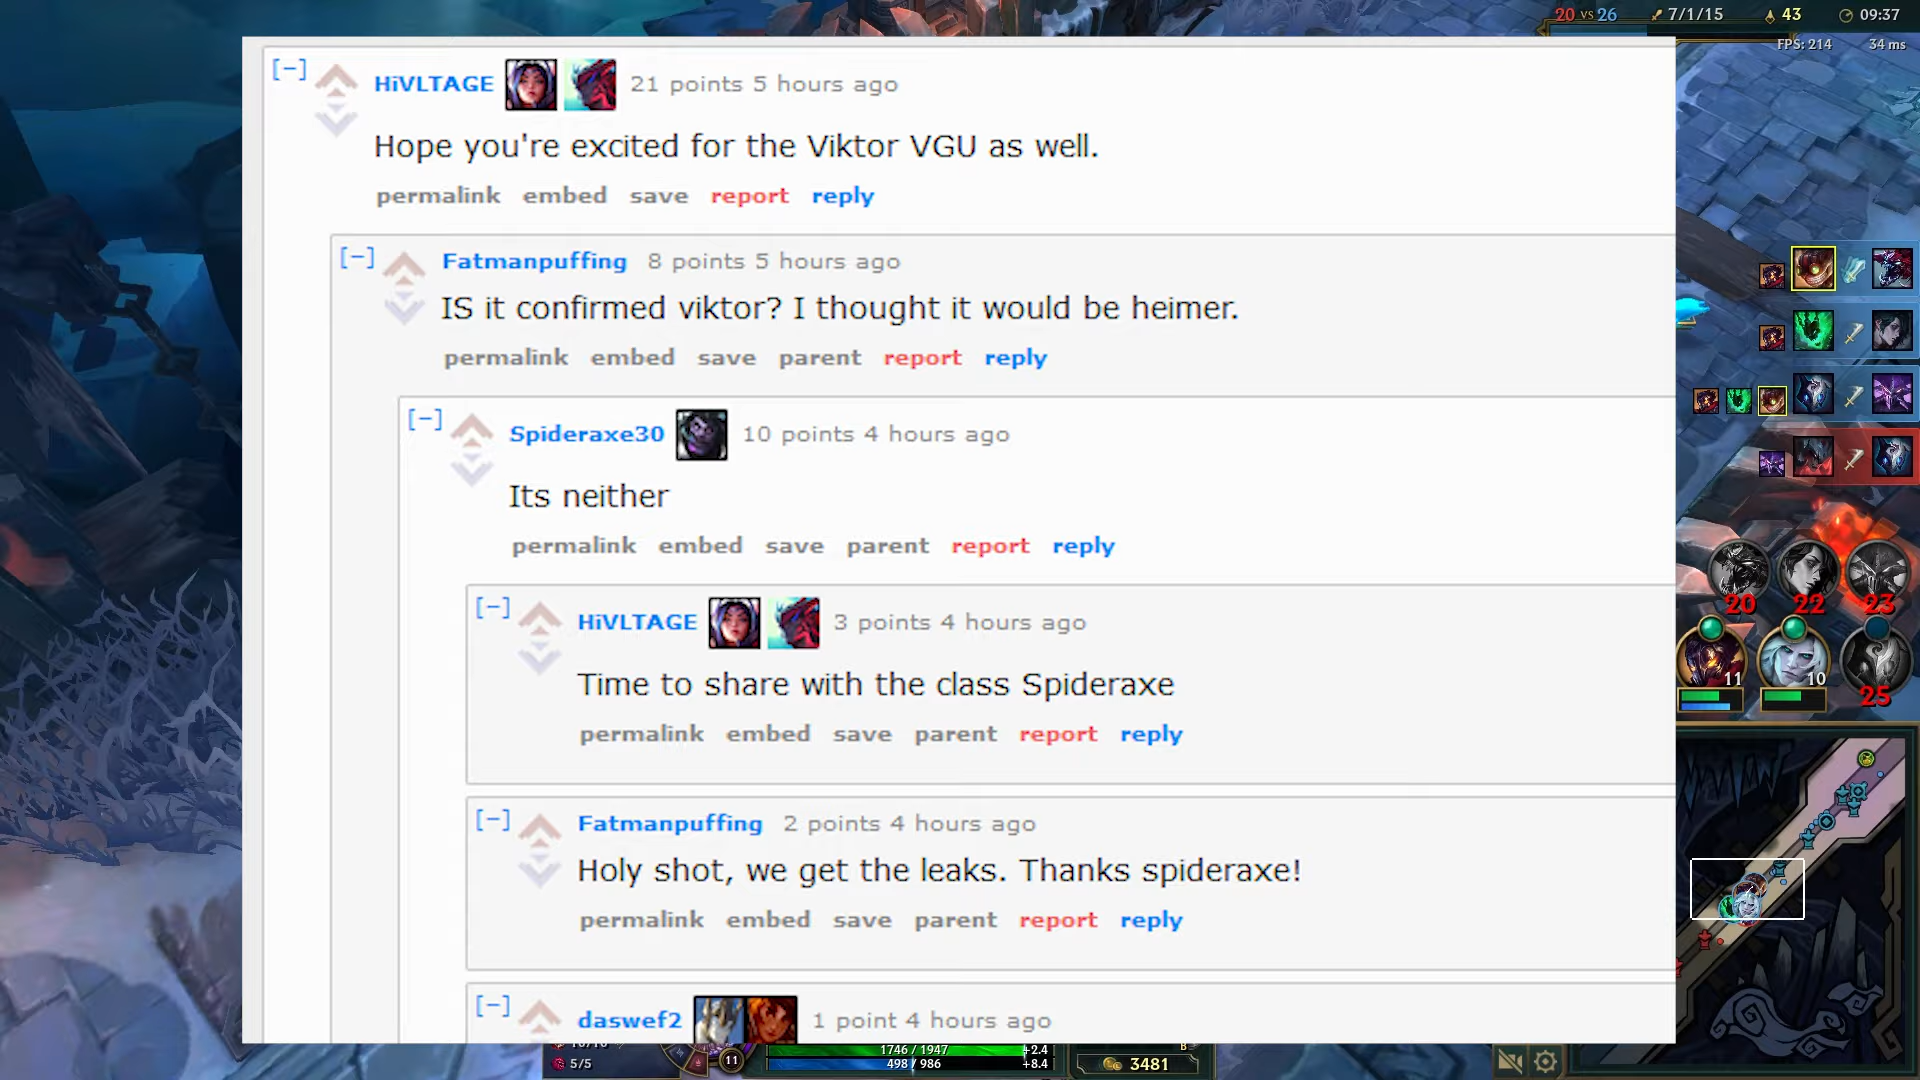 20 vs 26 7/1/15 43 09:37
FPS: 214 34 ms
[-] HiVLTAGE 21 points 5 hours ago
Hope you're excited for the Viktor VGU as well.
permalink embed save report reply
[-] Fatmanpuffing 8 points 5 hours ago
IS it confirmed viktor? I thought it would be heimer.
permalink embed save parent report reply
[-] Spideraxe30 10 points 4 hours ago
Its neither
permalink embed save parent report reply
20 22 23
[-] HiVLTAGE 3 points 4 hours ago
Time to share with the class Spideraxe
11 10 25
permalink embed save parent report reply
[-] Fatmanpuffing 2 points 4 hours ago
Holy shot, we get the leaks. Thanks spideraxe!
permalink embed save parent report reply
[-] daswef2 1 point 4 hours ago
1746 / 1947 +2.4 B
5/5 11 498 / 986 +8.4 3481